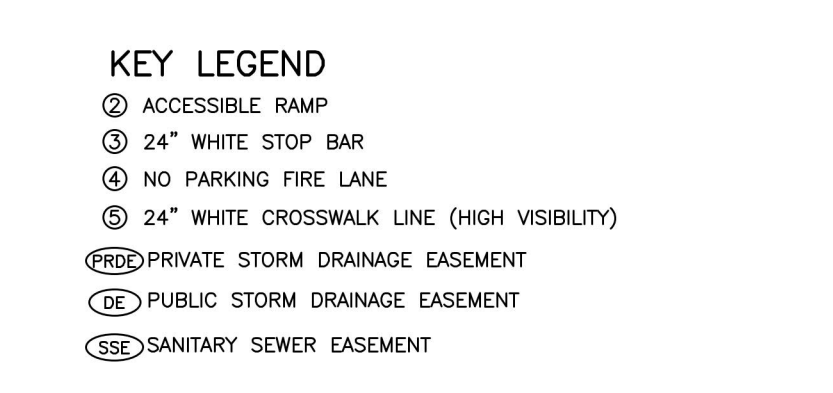 KEY LEGEND
2 ACCESSIBLE RAMP
3 24" WHITE STOP BAR
4 NO PARKING FIRE LANE
5 24" WHITE CROSSWALK LINE (HIGH VISIBILITY)
PRDE PRIVATE STORM DRAINAGE EASEMENT
DE PUBLIC STORM DRAINAGE EASEMENT
SSE SANITARY SEWER EASEMENT